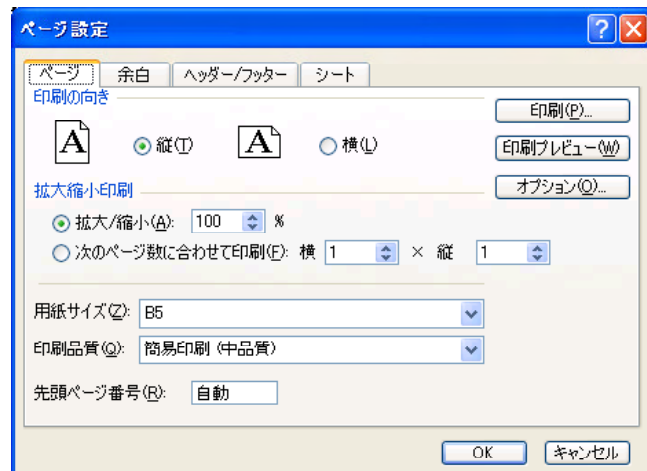 ページ設定
ページ 余白 ヘッダー/フッター シート
印刷の向き
印刷(P)...
A 縦(T) A 横(L)
印刷プレビュー(W)
拡大縮小印刷
オプション(O)...
拡大/縮小(A): 100 %
次のページ数に合わせて印刷(F): 横 1 × 縦 1
用紙サイズ(Z): B5
印刷品質(Q): 簡易印刷 (中品質)
先頭ページ番号(R): 自動
OK キャンセル